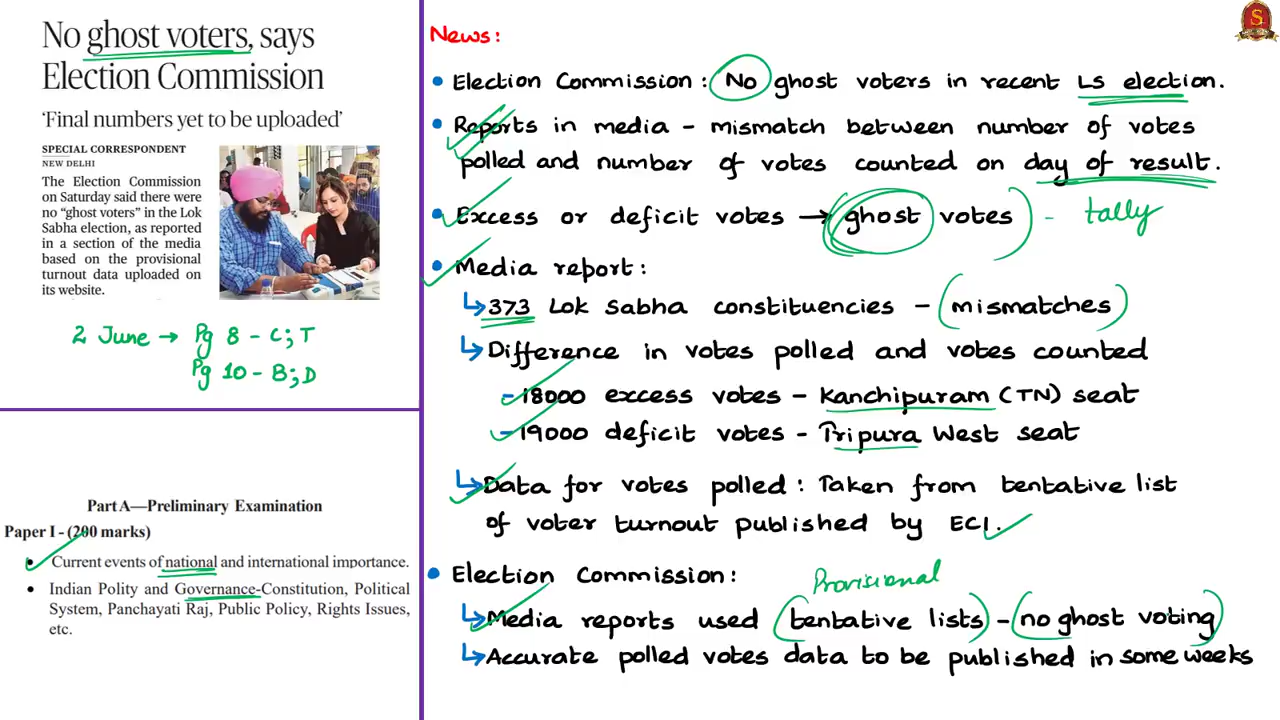 No ghost voters, says
Election Commission
'Final numbers yet to be uploaded'
SPECIAL CORRESPONDENT
NEW DELHI
The Election Commission
on Saturday said there were
no “ghost voters” in the Lok
Sabha election, as reported
in a section of the media
based on the provisional
turnout data uploaded on
its website.
2 June → Pg 8 - C; T
Pg 10 - B; D
Part A—Preliminary Examination
Paper I - (200 marks)
• Current events of national and international importance.
• Indian Polity and Governance-Constitution, Political
System, Panchayati Raj, Public Policy, Rights Issues,
etc.
News:
• Election Commission: No ghost voters in recent LS election.
• Reports in media - mismatch between number of votes
polled and number of votes counted on day of result.
• Excess or deficit votes → ghost votes - tally
• Media report:
↳ 373 Lok Sabha constituencies - mismatches
↳ Difference in votes polled and votes counted
- 18000 excess votes - Kanchipuram (TN) seat
- 19000 deficit votes - Tripura West seat
↳ Data for votes polled: Taken from tentative list
of voter turnout published by ECI.
• Election Commission:
Provisional
↳ Media reports used (tentative lists) - (no ghost voting)
↳ Accurate polled votes data to be published in some weeks
S